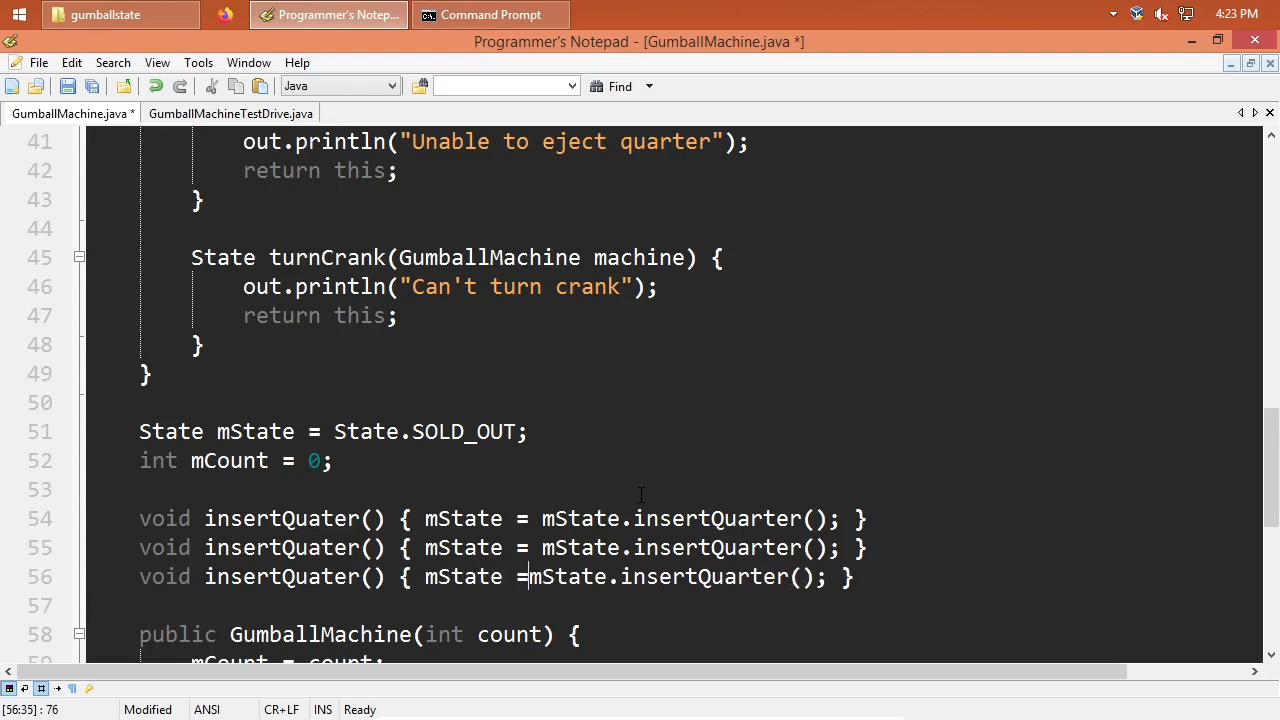 gumballstate
Programmer's Notep...
Command Prompt
4:23 PM
Programmer's Notepad - [GumballMachine.java *]
File Edit Search View Tools Window Help
Java
Find
GumballMachine.java *
GumballMachineTestDrive.java
41 out.println("Unable to eject quarter");
42 return this;
43 }
44
45 State turnCrank(GumballMachine machine) {
46 out.println("Can't turn crank");
47 return this;
48 }
49 }
50
51 State mState = State.SOLD_OUT;
52 int mCount = 0;
53
54 void insertQuater() { mState = mState.insertQuarter(); }
55 void insertQuater() { mState = mState.insertQuarter(); }
56 void insertQuater() { mState =mState.insertQuarter(); }
57
58 public GumballMachine(int count) {
59 mCount = count;
[56:35] : 76 Modified ANSI CR+LF INS Ready